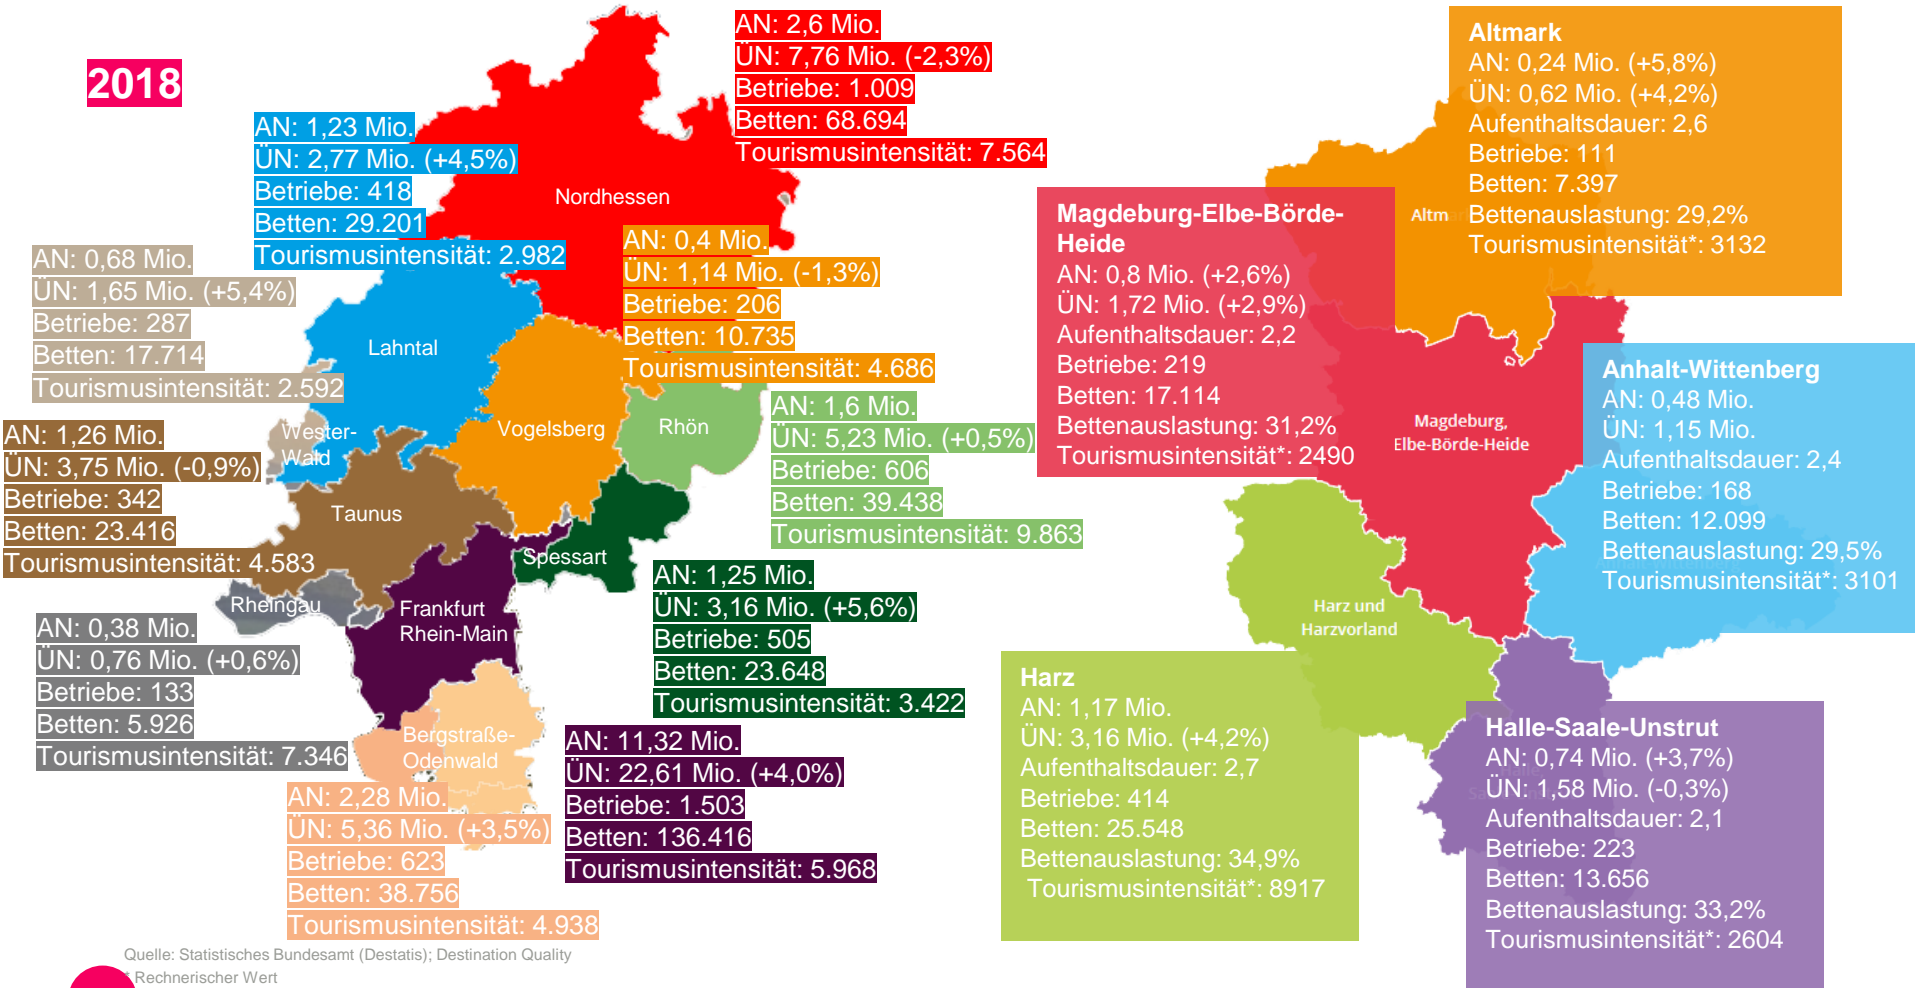 2018
AN: 2,6 Mio.
ÜN: 7,76 Mio. (-2,3%)
Betriebe: 1.009
Betten: 68.694
Tourismusintensität: 7.564
AN: 1,23 Mio.
ÜN: 2,77 Mio. (+4,5%)
Betriebe: 418
Betten: 29.201
Tourismusintensität: 2.982
Nordhessen
AN: 0,4 Mio.
ÜN: 1,14 Mio. (-1,3%)
Betriebe: 206
Betten: 10.735
Tourismusintensität: 4.686
AN: 0,68 Mio.
ÜN: 1,65 Mio. (+5,4%)
Betriebe: 287
Betten: 17.714
Tourismusintensität: 2.592
Lahntal
Wester-
Wald
Vogelsberg
Rhön
AN: 1,6 Mio.
ÜN: 5,23 Mio. (+0,5%)
Betriebe: 606
Betten: 39.438
Tourismusintensität: 9.863
AN: 1,26 Mio.
ÜN: 3,75 Mio. (-0,9%)
Betriebe: 342
Betten: 23.416
Tourismusintensität: 4.583
Taunus
Spessart
AN: 1,25 Mio.
ÜN: 3,16 Mio. (+5,6%)
Betriebe: 505
Betten: 23.648
Tourismusintensität: 3.422
Rheingau
Frankfurt
Rhein-Main
AN: 0,38 Mio.
ÜN: 0,76 Mio. (+0,6%)
Betriebe: 133
Betten: 5.926
Tourismusintensität: 7.346
Bergstraße-
Odenwald
AN: 11,32 Mio.
ÜN: 22,61 Mio. (+4,0%)
Betriebe: 1.503
Betten: 136.416
Tourismusintensität: 5.968
AN: 2,28 Mio.
ÜN: 5,36 Mio. (+3,5%)
Betriebe: 623
Betten: 38.756
Tourismusintensität: 4.938
Altmark
AN: 0,24 Mio. (+5,8%)
ÜN: 0,62 Mio. (+4,2%)
Aufenthaltsdauer: 2,6
Betriebe: 111
Betten: 7.397
Bettenauslastung: 29,2%
Tourismusintensität*: 3132
Altm
Magdeburg-Elbe-Börde-
Heide
AN: 0,8 Mio. (+2,6%)
ÜN: 1,72 Mio. (+2,9%)
Aufenthaltsdauer: 2,2
Betriebe: 219
Betten: 17.114
Bettenauslastung: 31,2%
Tourismusintensität*: 2490
Magdeburg,
Elbe-Börde-Heide
Anhalt-Wittenberg
AN: 0,48 Mio.
ÜN: 1,15 Mio.
Aufenthaltsdauer: 2,4
Betriebe: 168
Betten: 12.099
Bettenauslastung: 29,5%
Anhalt-Wittenberg
Tourismusintensität*: 3101
Harz und
Harzvorland
Harz
AN: 1,17 Mio.
ÜN: 3,16 Mio. (+4,2%)
Aufenthaltsdauer: 2,7
Betriebe: 414
Betten: 25.548
Bettenauslastung: 34,9%
Tourismusintensität*: 8917
Halle-Saale-Unstrut
AN: 0,74 Mio. (+3,7%)
ÜN: 1,58 Mio. (-0,3%)
Aufenthaltsdauer: 2,1
Betriebe: 223
Betten: 13.656
Bettenauslastung: 33,2%
Tourismusintensität*: 2604
Quelle: Statistisches Bundesamt (Destatis); Destination Quality
* Rechnerischer Wert